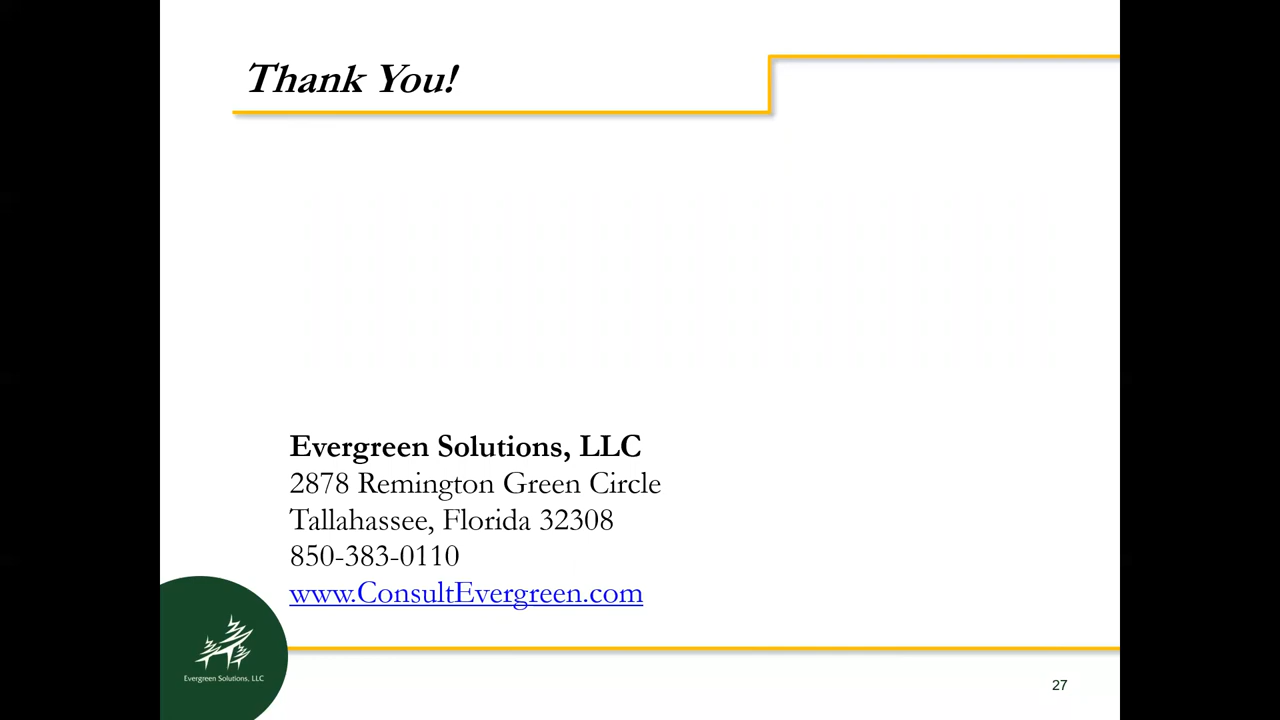 Thank You!
Evergreen Solutions, LLC
2878 Remington Green Circle
Tallahassee, Florida 32308
850-383-0110
www.ConsultEvergreen.com
Evergreen Solutions, LLC
27